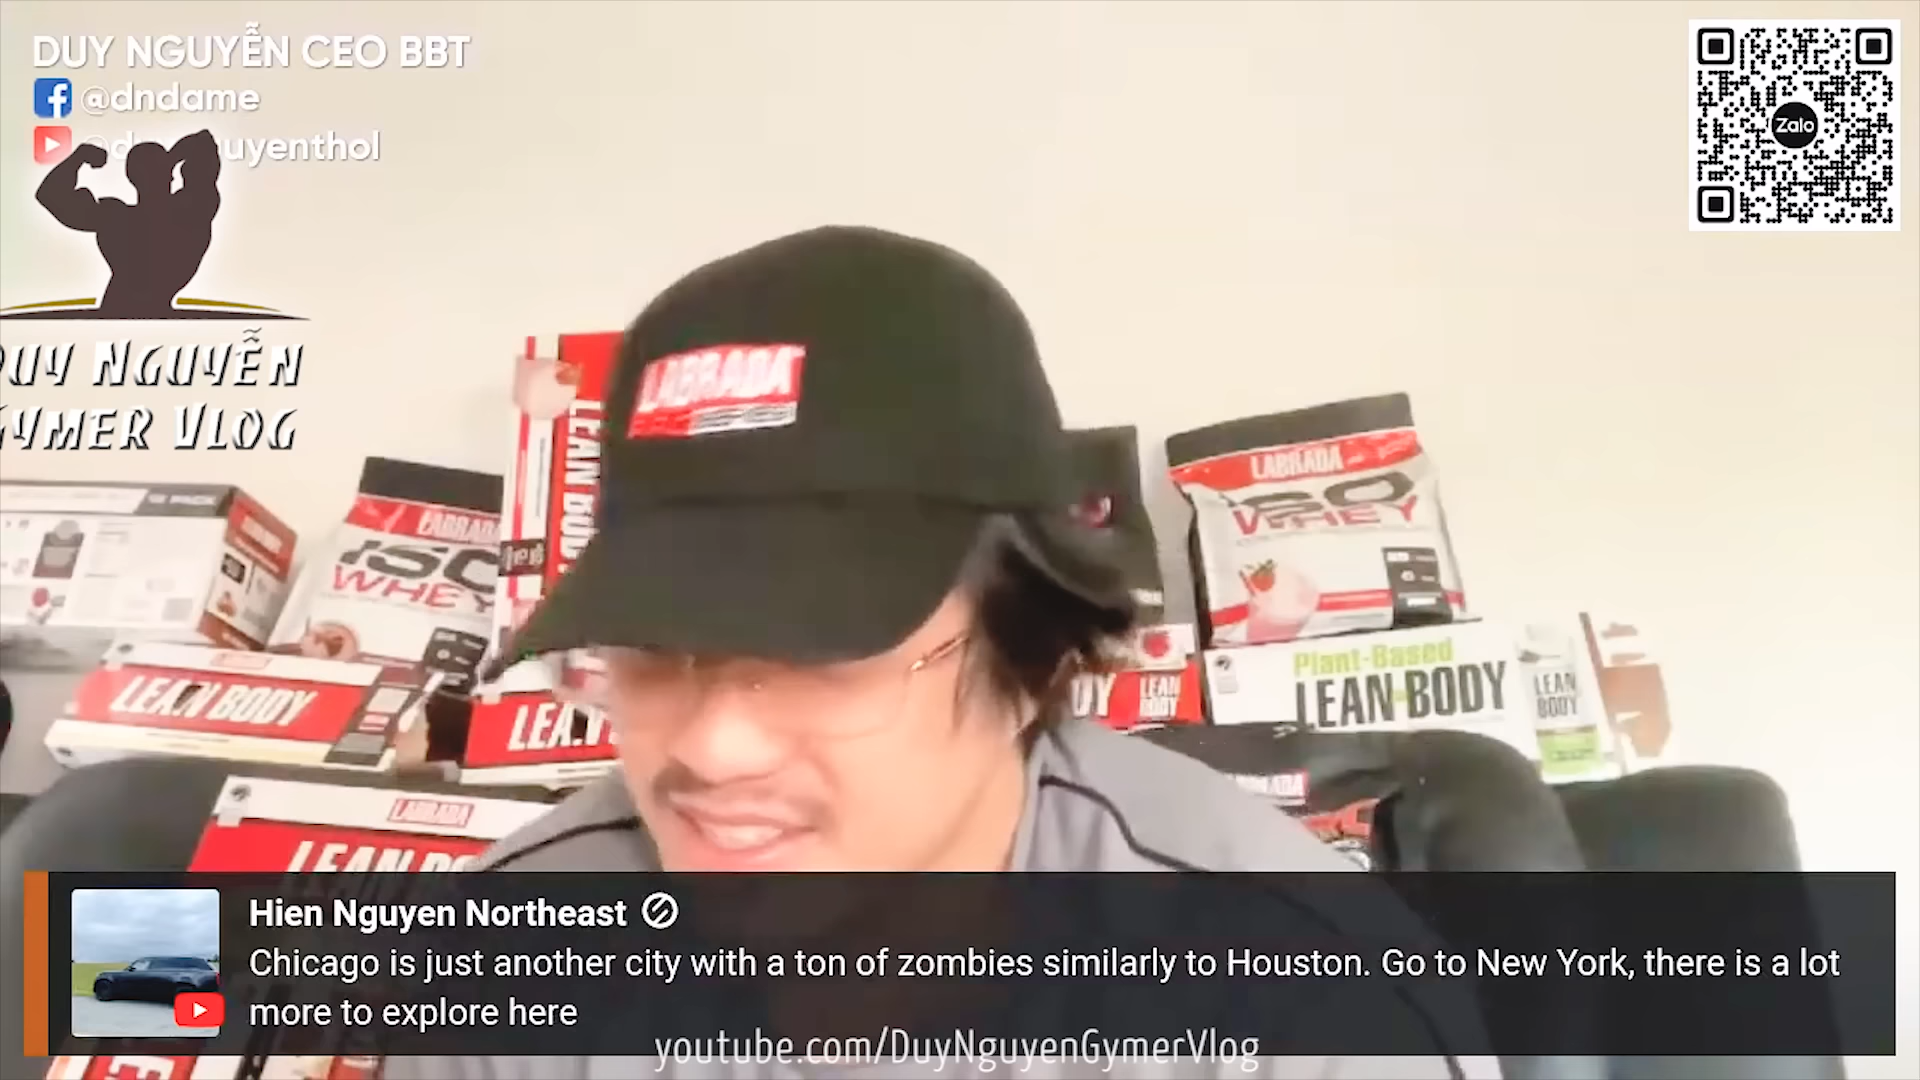 DUY NGUYỄN CEO BBT
@dndame
uyenthol
Zalo
DUY NGUYỄN
GYMER VLOG
LABRADA
LEAN BODY
LABRADA
ISO
WHEY
LABRADA
ISO
WHEY
LEAN BODY
LEAN
BODY
Plant-Based
LEAN BODY
LEAN
BODY
LABRADA
Hien Nguyen Northeast
Chicago is just another city with a ton of zombies similarly to Houston. Go to New York, there is a lot
more to explore here
youtube.com/DuyNguyenGymerVlog